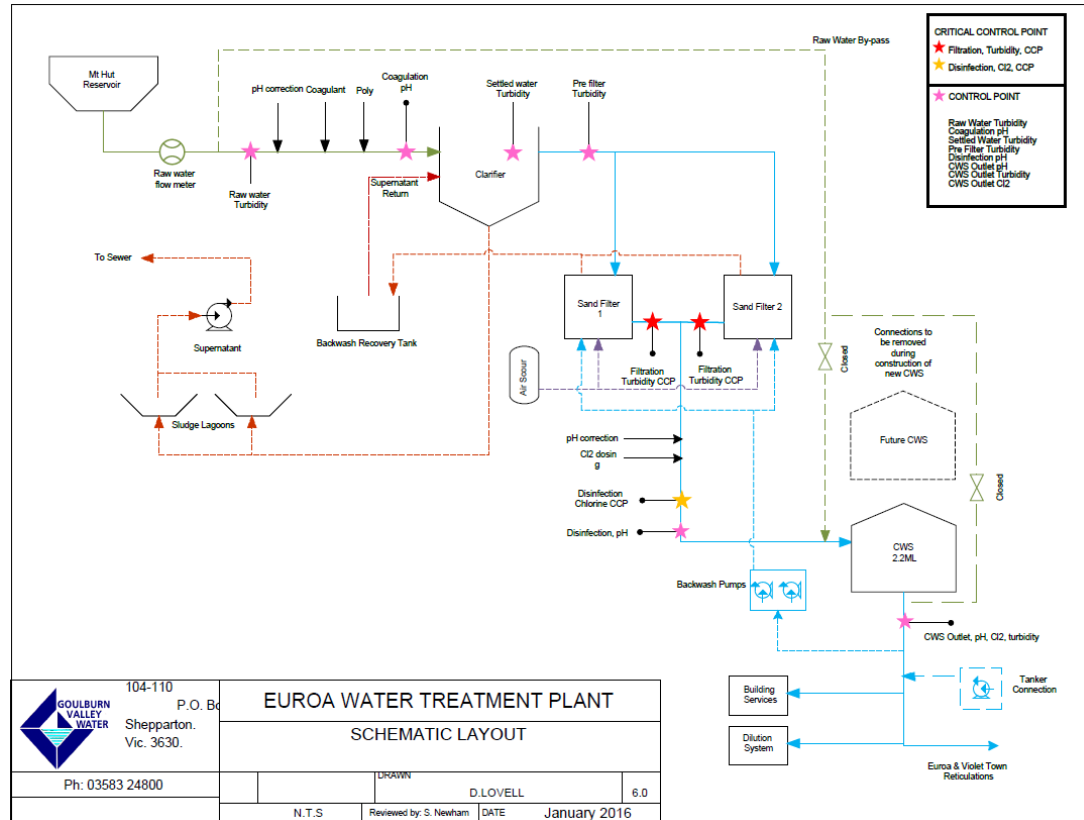 Raw Water By-pass
CRITICAL CONTROL POINT
Filtration, Turbidity, CCP
Disinfection, Cl2, CCP
CONTROL POINT
Raw Water Turbidity
Coagulation pH
Settled Water Turbidity
Pre Filter Turbidity
Disinfection pH
CWS Outlet pH
CWS Outlet Turbidity
CWS Outlet Cl2
Mt Hut
Reservoir
pH correction
Coagulant
Poly
Coagulation
pH
Settled water
Turbidity
Pre filter
Turbidity
Raw water
flow meter
Raw water
Turbidity
Supernatant
Return
Clarifier
To Sewer
Supernatant
Backwash Recovery Tank
Sludge Lagoons
Sand Filter
1
Sand Filter 2
Air Scour
Filtration
Turbidity CCP
Filtration
Turbidity CCP
Closed
Connections to
be removed
during
construction of
new CWS
Future CWS
Closed
pH correction
Cl2 dosin
g
Disinfection
Chlorine CCP
Disinfection, pH
CWS
2.2ML
Backwash Pumps
CWS Outlet, pH, Cl2, turbidity
Tanker
Connection
Building
Services
Dilution
System
Euroa & Violet Town
Reticulations
GOULBURN
VALLEY
WATER
104-110
P.O. Bo
Shepparton.
Vic. 3630.
Ph: 03583 24800
EUROA WATER TREATMENT PLANT
SCHEMATIC LAYOUT
DRAWN
D.LOVELL
6.0
N.T.S
Reviewed by: S. Newham
DATE
January 2016